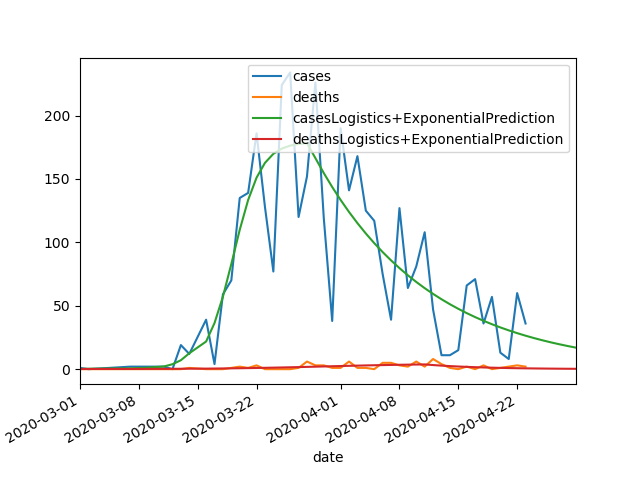 cases
deaths
casesLogistics+ExponentialPrediction
deathsLogistics+ExponentialPrediction
200
150
100
50
0
2020-03-01
2020-03-08
2020-03-15
2020-03-22
2020-04-01
2020-04-08
2020-04-15
2020-04-22
date